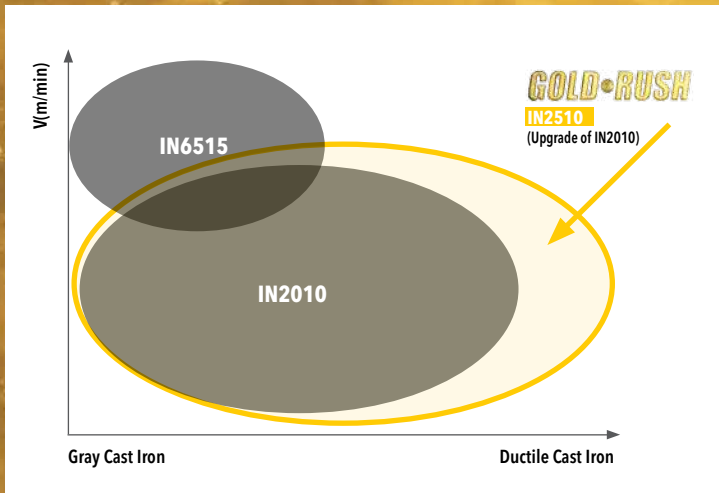 V(m/min)
GOLD•RUSH
IN2510
(Upgrade of IN2010)
IN6515
IN2010
Gray Cast Iron
Ductile Cast Iron